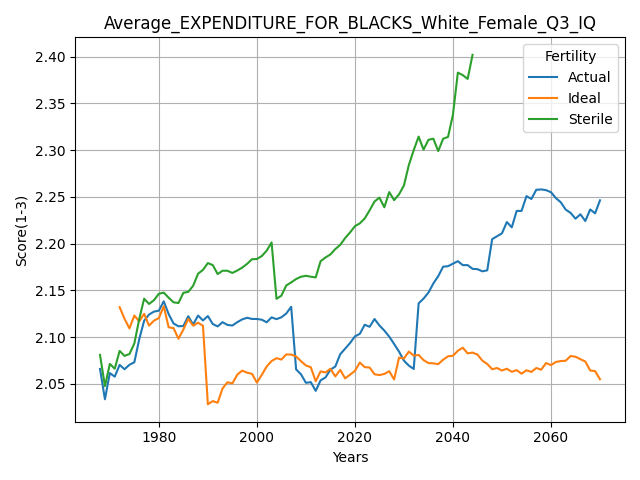 Average_EXPENDITURE_FOR_BLACKS_White_Female_Q3_IQ
Fertility
Actual
Ideal
Sterile
Score(1-3)
2.40
2.35
2.30
2.25
2.20
2.15
2.10
2.05
1980
2000
2020
2040
2060
Years